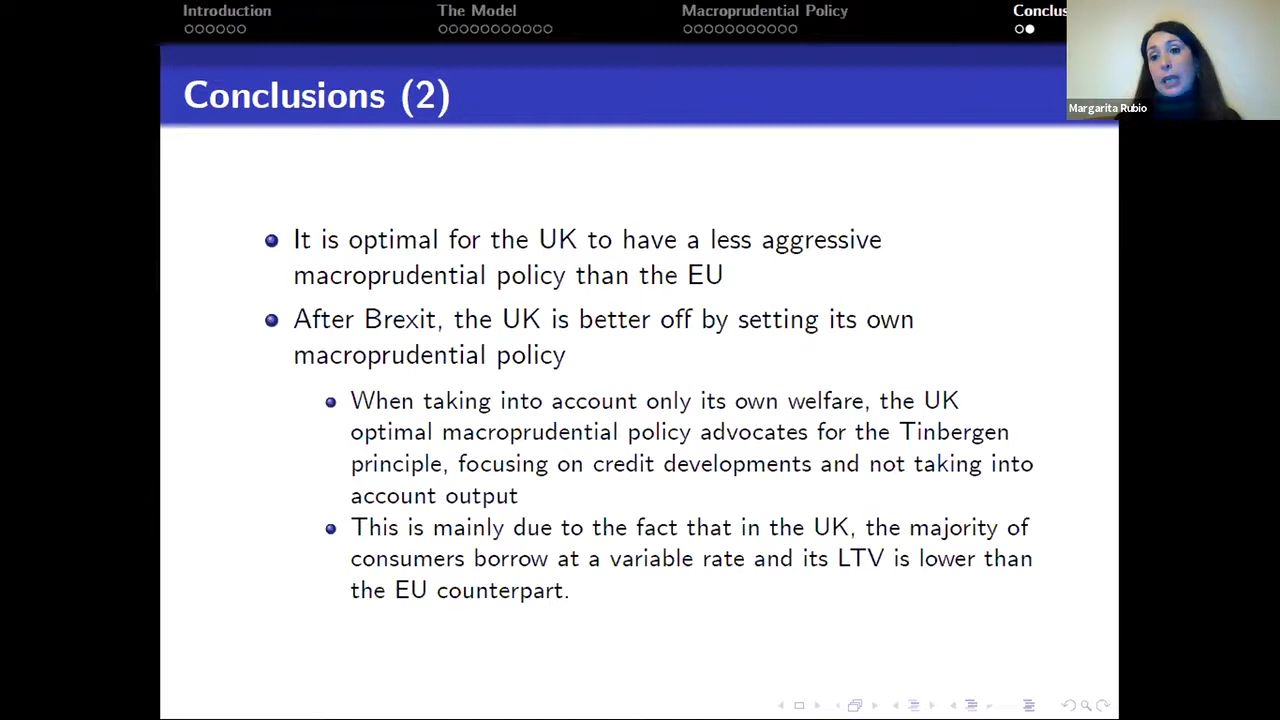 Introduction
The Model
Macroprudential Policy
Conclus
Margarita Rubio
Conclusions (2)
It is optimal for the UK to have a less aggressive
macroprudential policy than the EU
After Brexit, the UK is better off by setting its own
macroprudential policy
When taking into account only its own welfare, the UK
optimal macroprudential policy advocates for the Tinbergen
principle, focusing on credit developments and not taking into
account output
This is mainly due to the fact that in the UK, the majority of
consumers borrow at a variable rate and its LTV is lower than
the EU counterpart.